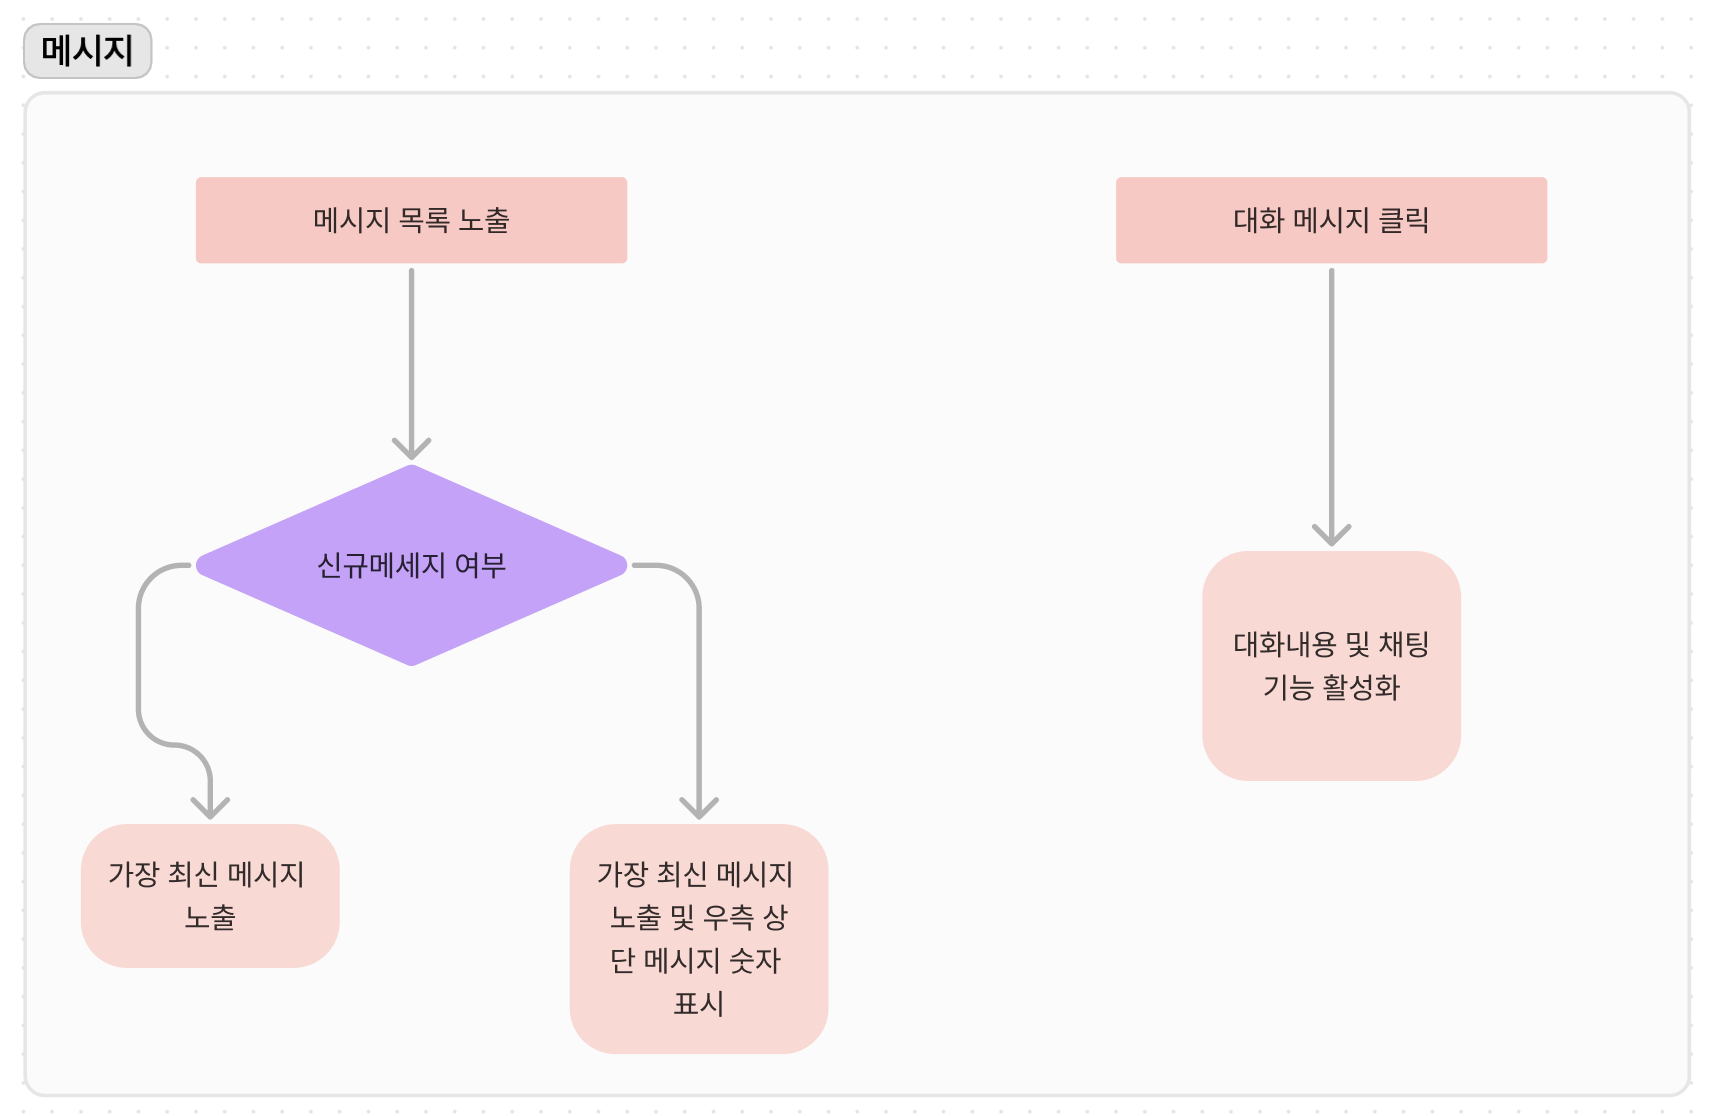 메시지
메시지 목록 노출
대화 메시지 클릭
신규메세지 여부
대화내용 및 채팅
기능 활성화
가장 최신 메시지
노출
가장 최신 메시지
노출 및 우측 상
단 메시지 숫자
표시